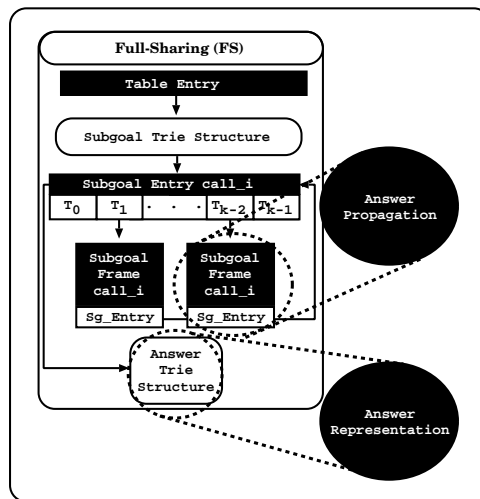 Full-Sharing (FS)
Table Entry
Subgoal Trie Structure
Subgoal Entry call_i
T0 T1 . . . Tk-2 Tk-1
Subgoal
Frame
call_i
Sg_Entry
Subgoal
Frame
call_i
Sg_Entry
Answer
Trie
Structure
Answer
Propagation
Answer
Representation